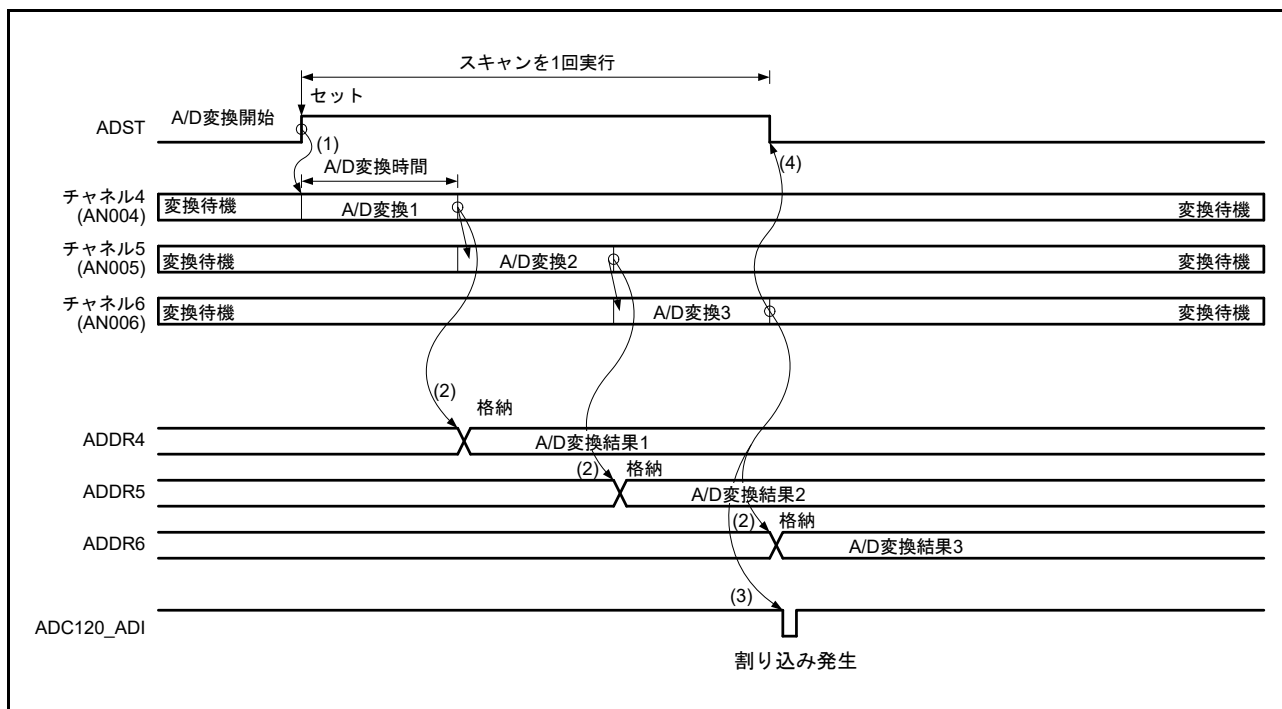 スキャンを1回実行
セット
ADST
A/D変換開始
(1)
(4)
A/D変換時間
チャネル4
(AN004)
変換待機
A/D変換1
変換待機
チャネル5
(AN005)
変換待機
A/D変換2
変換待機
チャネル6
(AN006)
変換待機
A/D変換3
変換待機
(2)
格納
ADDR4
A/D変換結果1
(2)
格納
ADDR5
A/D変換結果2
(2)
格納
ADDR6
A/D変換結果3
(3)
ADC120_ADI
割り込み発生